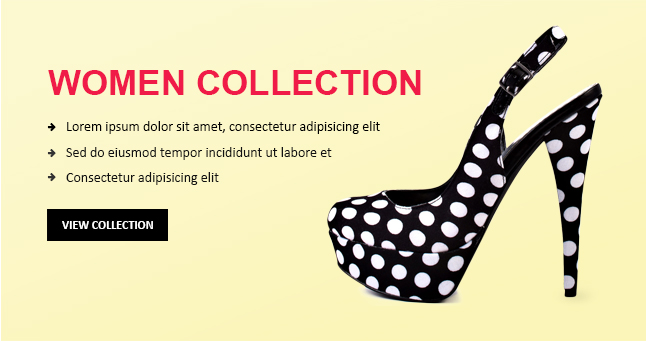 WOMEN COLLECTION
Lorem ipsum dolor sit amet, consectetur adipisicing elit
Sed do eiusmod tempor incididunt ut labore et
Consectetur adipisicing elit
VIEW COLLECTION